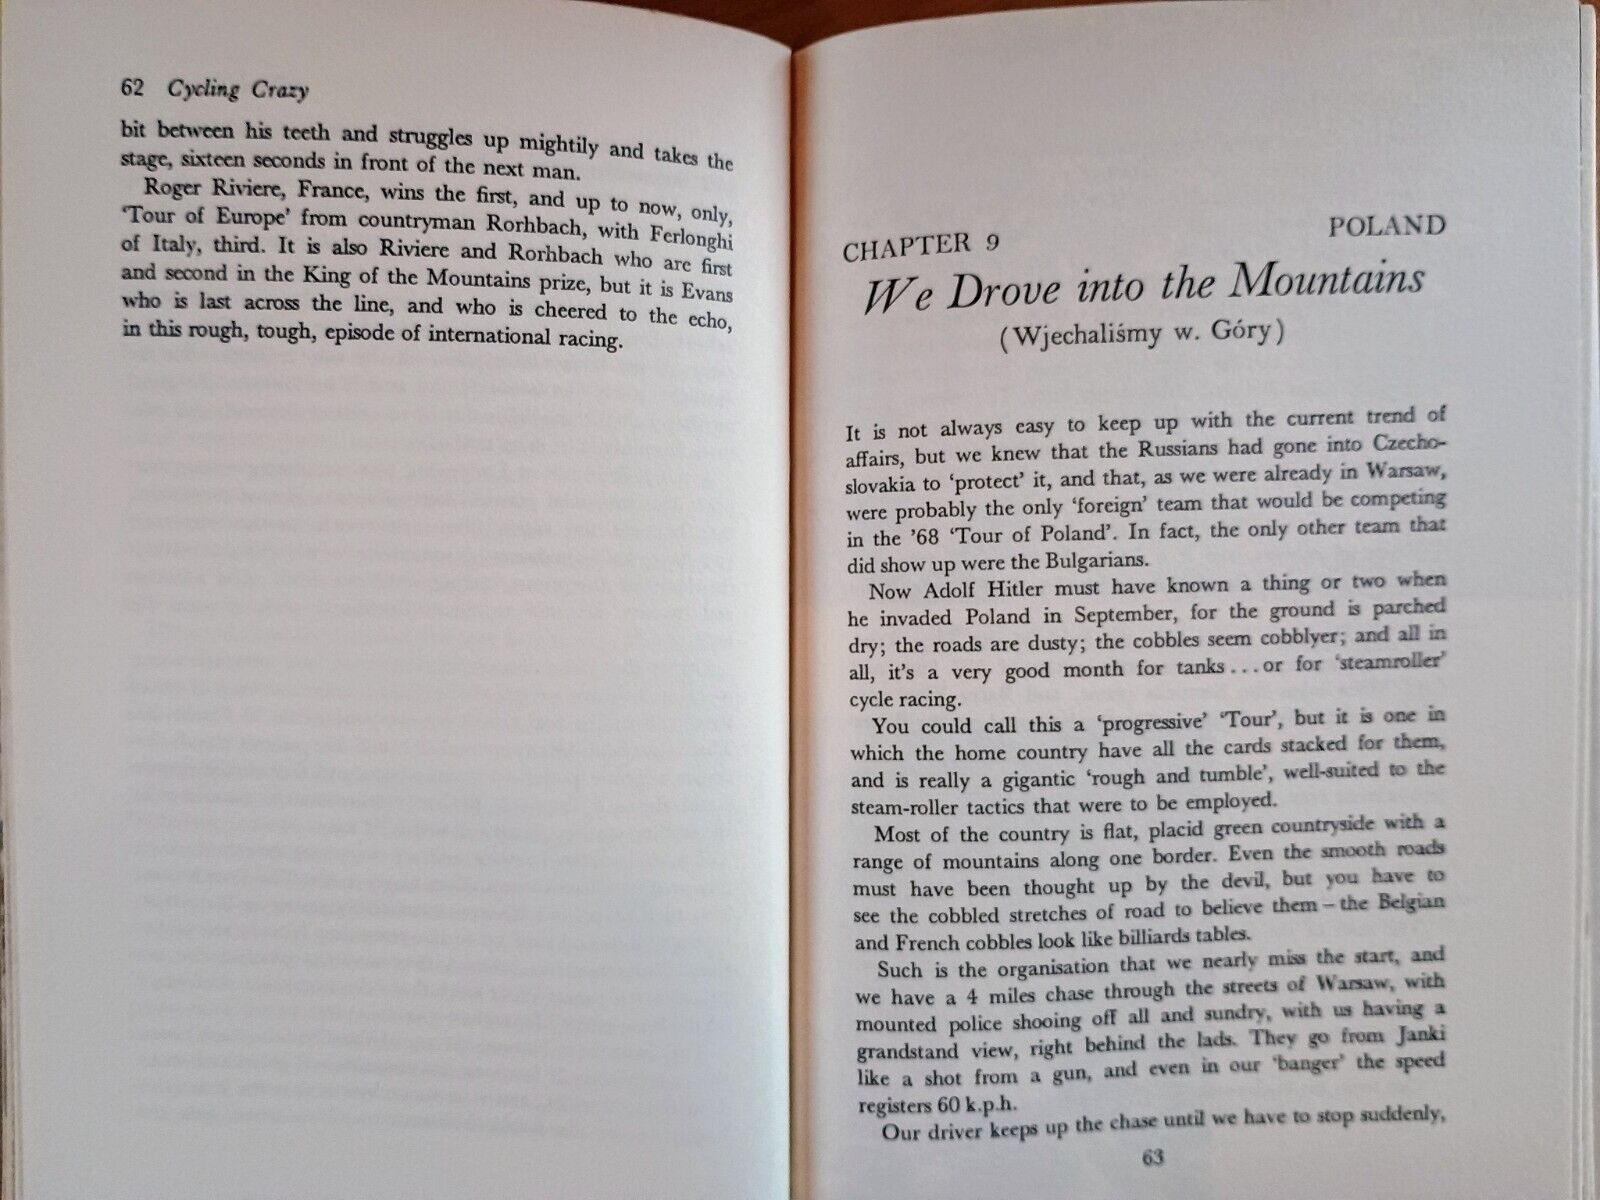 62 Cycling Crazy
bit between his teeth and struggles up mightily and takes the
stage, sixteen seconds in front of the next man.
Roger Riviere, France, wins the first, and up to now, only,
‘Tour of Europe’ from countryman Rorhbach, with Ferlonghi
of Italy, third. It is also Riviere and Rorhbach who are first
and second in the King of the Mountains prize, but it is Evans
who is last across the line, and who is cheered to the echo,
in this rough, tough, episode of international racing.
CHAPTER 9 POLAND
We Drove into the Mountains
(Wjechaliśmy w. Góry)
It is not always easy to keep up with the current trend of
affairs, but we knew that the Russians had gone into Czecho-
slovakia to ‘protect’ it, and that, as we were already in Warsaw,
were probably the only ‘foreign’ team that would be competing
in the ’68 ‘Tour of Poland’. In fact, the only other team that
did show up were the Bulgarians.
Now Adolf Hitler must have known a thing or two when
he invaded Poland in September, for the ground is parched
dry; the roads are dusty; the cobbles seem cobblyer; and all in
all, it’s a very good month for tanks...or for ‘steamroller’
cycle racing.
You could call this a ‘progressive’ ‘Tour’, but it is one in
which the home country have all the cards stacked for them,
and is really a gigantic ‘rough and tumble’, well-suited to the
steam-roller tactics that were to be employed.
Most of the country is flat, placid green countryside with a
range of mountains along one border. Even the smooth roads
must have been thought up by the devil, but you have to
see the cobbled stretches of road to believe them – the Belgian
and French cobbles look like billiards tables.
Such is the organisation that we nearly miss the start, and
we have a 4 miles chase through the streets of Warsaw, with
mounted police shooing off all and sundry, with us having a
grandstand view, right behind the lads. They go from Janki
like a shot from a gun, and even in our ‘banger’ the speed
registers 60 k.p.h.
Our driver keeps up the chase until we have to stop suddenly,
63